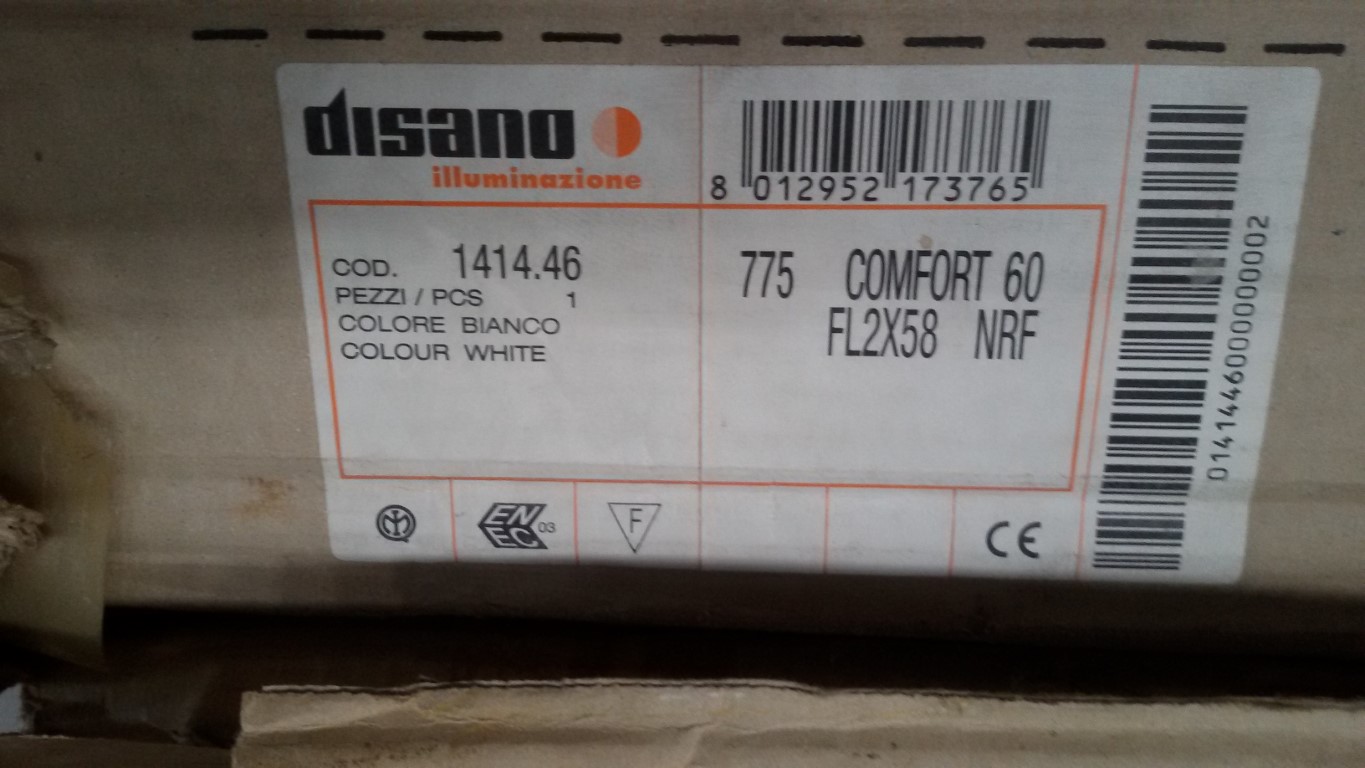 disano
illuminazione
8 012952 173765
COD. 1414.46
PEZZI / PCS 1
COLORE BIANCO
COLOUR WHITE
775 COMFORT 60
FL2X58 NRF
01414460000000002
EN
EC 03
F
CE